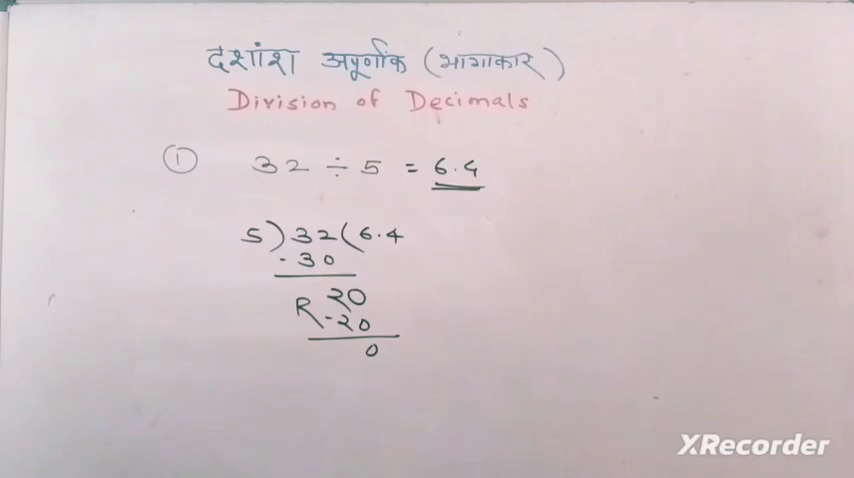 दशांश अपूर्णांक (भागाकार)
Division of Decimals
① 32 ÷ 5 = 6.4
5 ) 32 ( 6.4
- 30
R 20
- 20
0
XRecorder